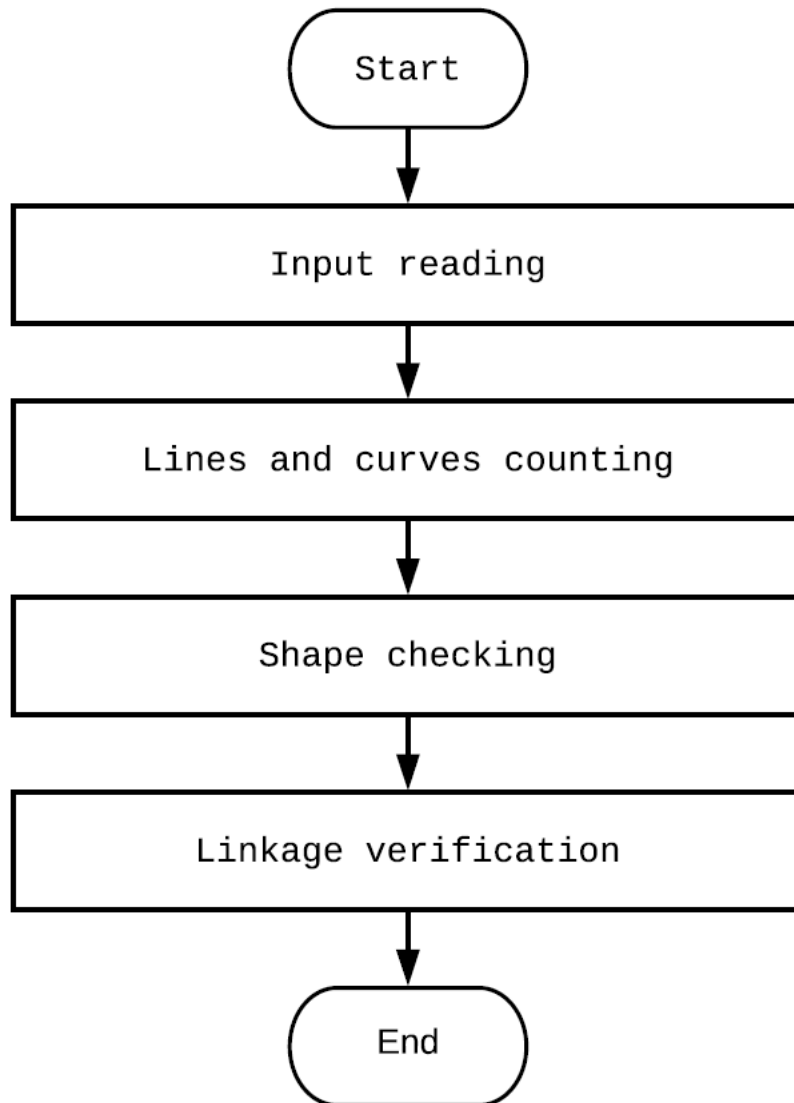 Start
Input reading
Lines and curves counting
Shape checking
Linkage verification
End